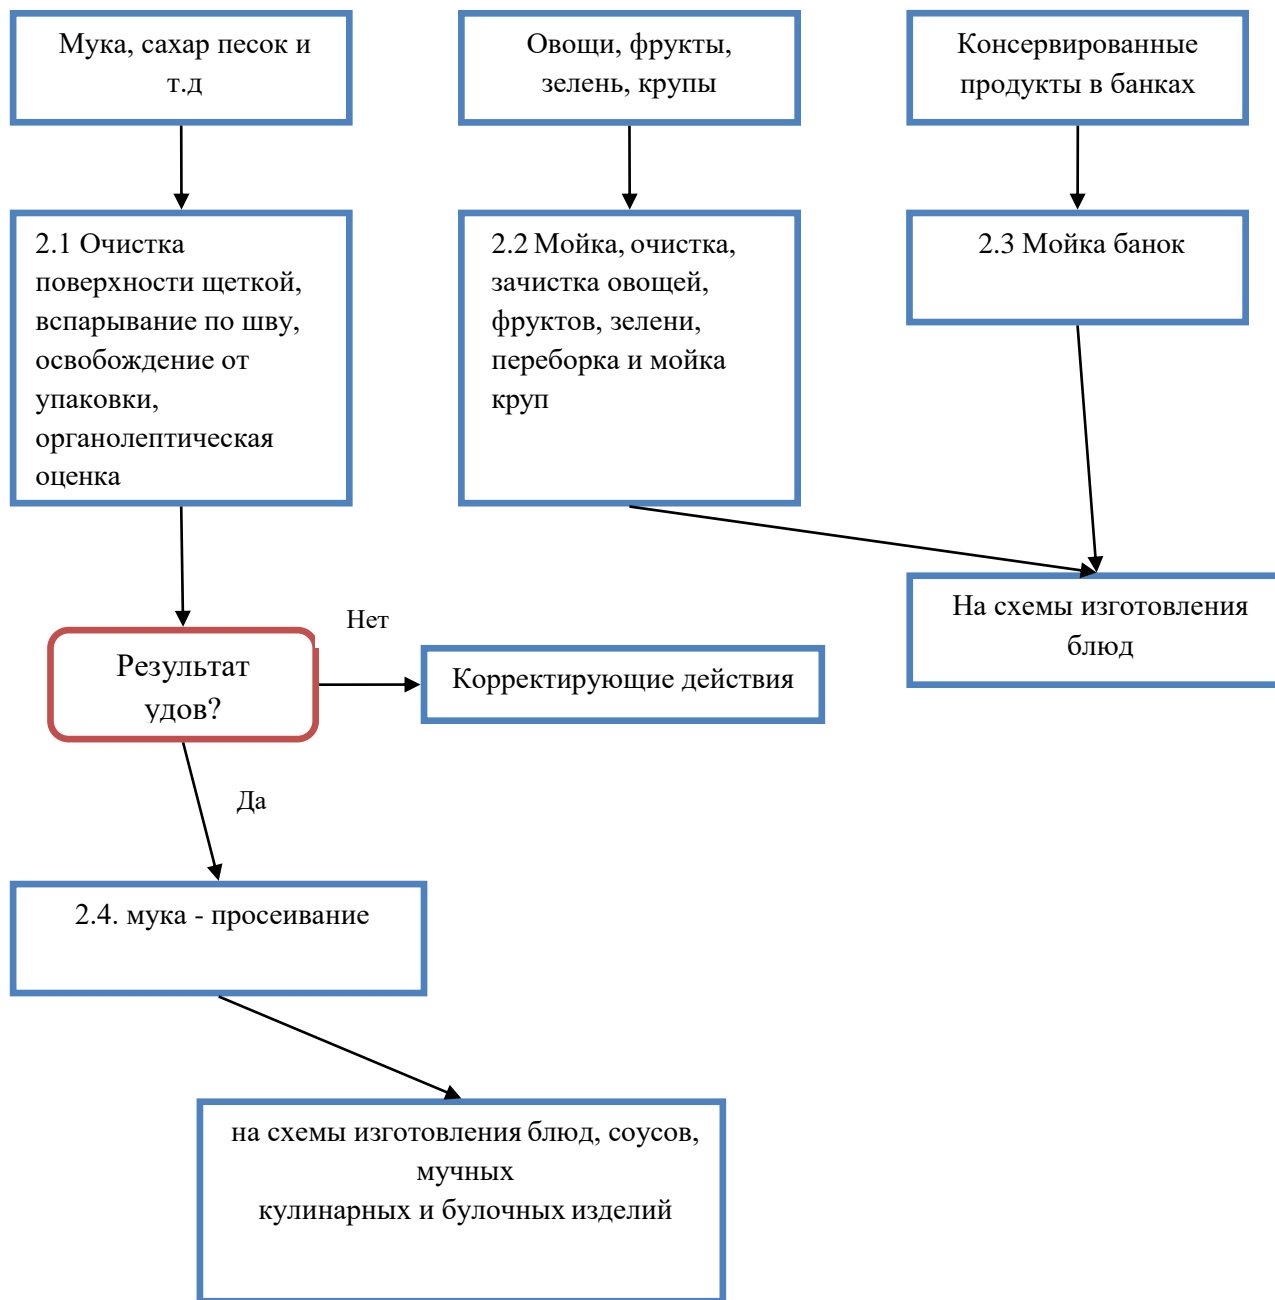 Мука, сахар песок и
т.д
Овощи, фрукты,
зелень, крупы
Консервированные
продукты в банках
2.1 Очистка
поверхности щеткой,
вспарывание по шву,
освобождение от
упаковки,
органолептическая
оценка
2.2 Мойка, очистка,
зачистка овощей,
фруктов, зелени,
переборка и мойка
круп
2.3 Мойка банок
На схемы изготовления
блюд
Нет
Результат
удов?
Корректирующие действия
Да
2.4. мука - просеивание
на схемы изготовления блюд, соусов,
мучных
кулинарных и булочных изделий